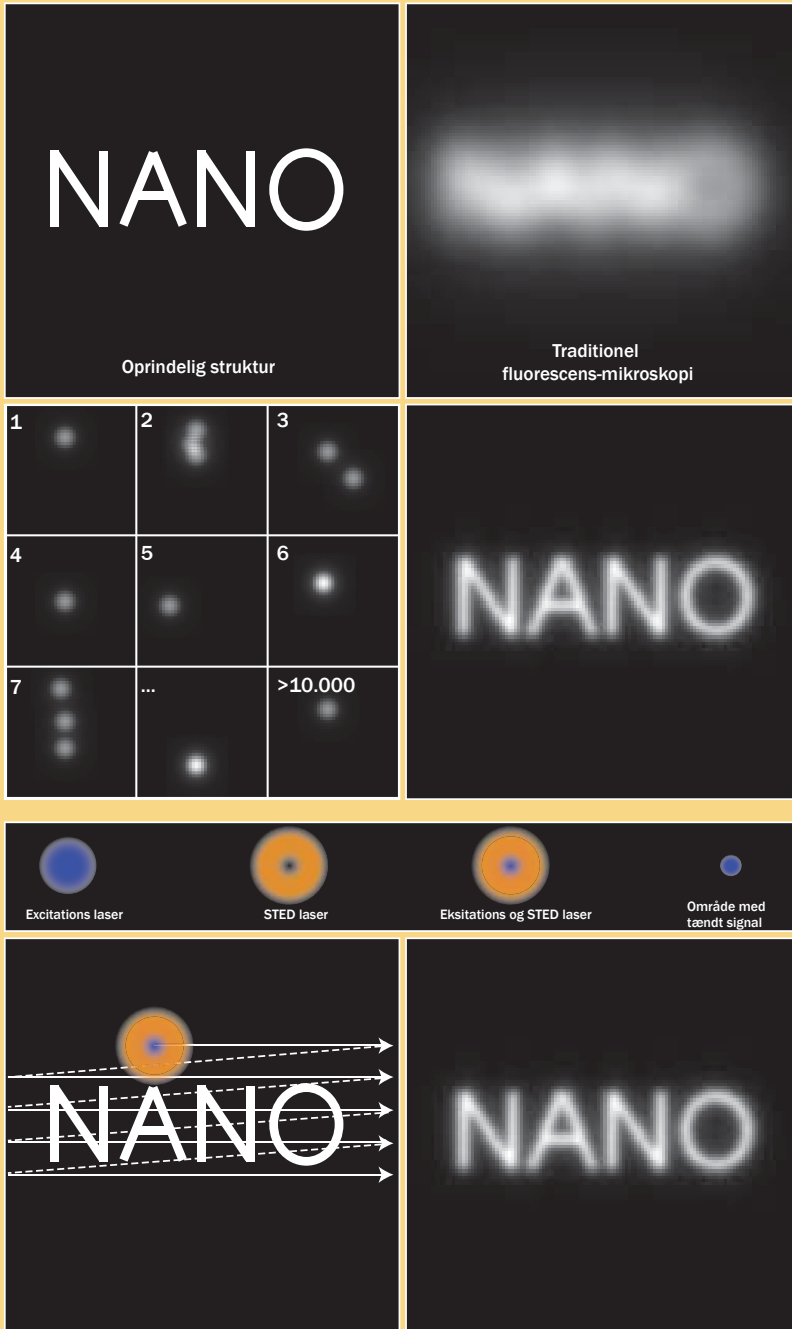 NANO
Oprindelig struktur
Traditionel
fluorescens-mikroskopi
1
2
3
4
5
6
7
...
>10.000
NANO
Excitations laser
STED laser
Eksitations og STED laser
Område med
tændt signal
NANO
NANO